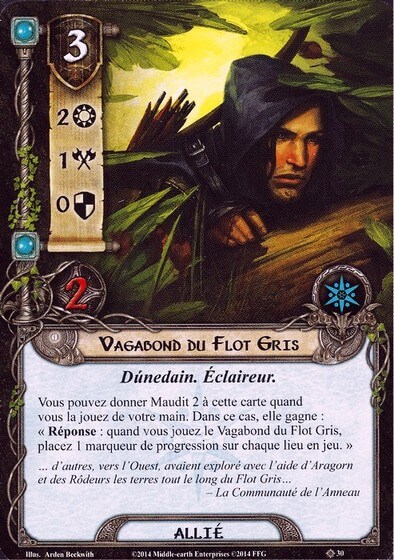 3
2
1
0
2
Vagabond du Flot Gris
Dúnedain. Éclaireur.
Vous pouvez donner Maudit 2 à cette carte quand
vous la jouez de votre main. Dans ce cas, elle gagne :
« Réponse : quand vous jouez le Vagabond du Flot Gris,
placez 1 marqueur de progression sur chaque lieu en jeu. »
… d'autres, vers l'Ouest, avaient exploré avec l'aide d'Aragorn
et des Rôdeurs les terres tout le long du Flot Gris…
– La Communauté de l'Anneau
ALLIÉ
Illus. Arden Beckwith ©2014 Middle-earth Enterprises ©2014 FFG 30